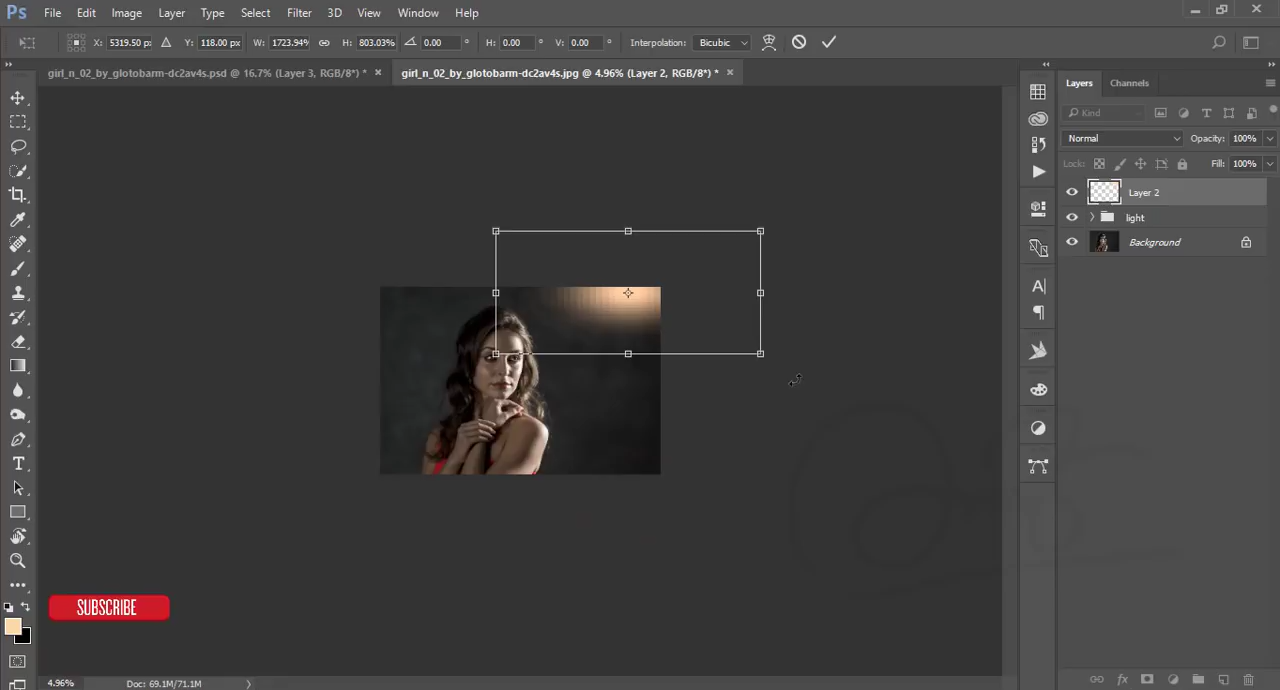 Ps File Edit Image Layer Type Select Filter 3D View Window Help
X: 5319.50 px Y: 118.00 px W: 1723.94% H: 803.03% 0.00 ° H: 0.00 ° V: 0.00 ° Interpolation: Bicubic
girl_n_02_by_glotobarm-dc2av4s.psd @ 16.7% (Layer 3, RGB/8*) * × girl_n_02_by_glotobarm-dc2av4s.jpg @ 4.96% (Layer 2, RGB/8*) * ×
Layers Channels
Kind
Normal Opacity: 100%
Lock: Fill: 100%
Layer 2
light
Background
SUBSCRIBE
4.96% Doc: 69.1M/71.1M